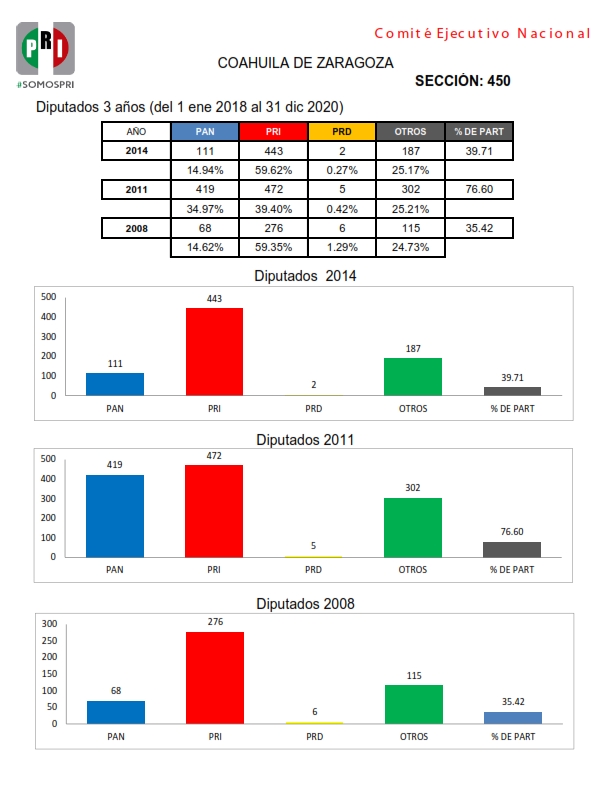 Comité Ejecutivo Nacional
PRI
#SOMOSPRI
COAHUILA DE ZARAGOZA
SECCIÓN: 450
Diputados 3 años (del 1 ene 2018 al 31 dic 2020)
AÑO PAN PRI PRD OTROS % DE PART
2014 111 443 2 187 39.71
14.94% 59.62% 0.27% 25.17%
2011 419 472 5 302 76.60
34.97% 39.40% 0.42% 25.21%
2008 68 276 6 115 35.42
14.62% 59.35% 1.29% 24.73%
Diputados 2014
500
400
300
200
100
0
111 443 2 187 39.71
PAN PRI PRD OTROS % DE PART
Diputados 2011
500
400
300
200
100
0
419 472 5 302 76.60
PAN PRI PRD OTROS % DE PART
Diputados 2008
300
250
200
150
100
50
0
68 276 6 115 35.42
PAN PRI PRD OTROS % DE PART